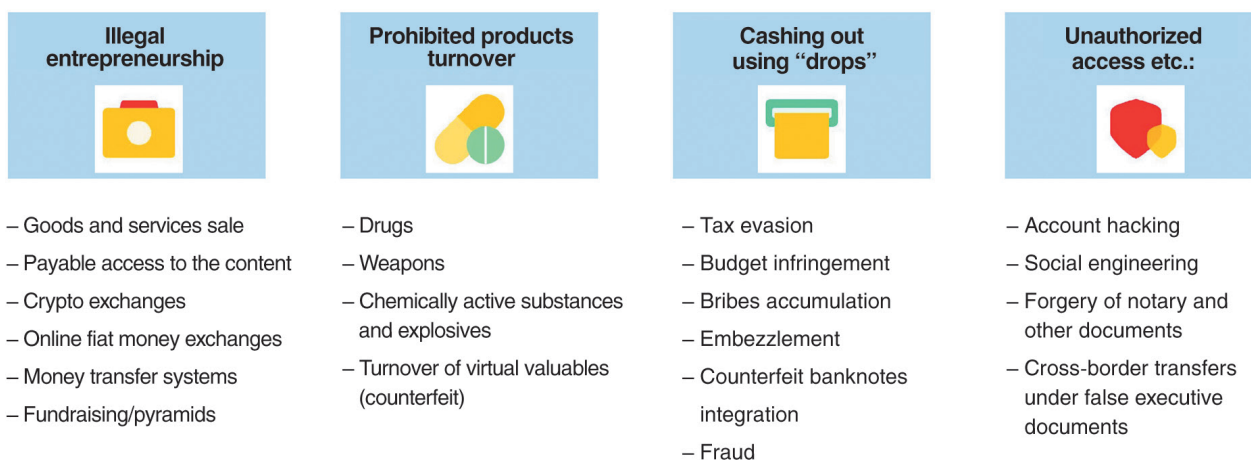 Illegal
entrepreneurship
– Goods and services sale
– Payable access to the content
– Crypto exchanges
– Online fiat money exchanges
– Money transfer systems
– Fundraising/pyramids
Prohibited products
turnover
– Drugs
– Weapons
– Chemically active substances
and explosives
– Turnover of virtual valuables
(counterfeit)
Cashing out
using “drops”
– Tax evasion
– Budget infringement
– Bribes accumulation
– Embezzlement
– Counterfeit banknotes
integration
– Fraud
Unauthorized
access etc.:
– Account hacking
– Social engineering
– Forgery of notary and
other documents
– Cross-border transfers
under false executive
documents